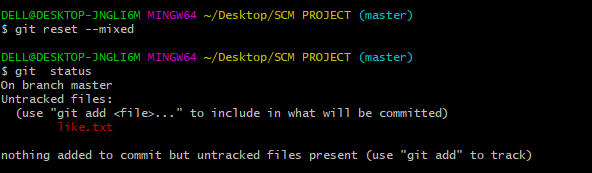 DELL@DESKTOP-JNGLI6M MINGW64 ~/Desktop/SCM PROJECT (master)
$ git reset --mixed
DELL@DESKTOP-JNGLI6M MINGW64 ~/Desktop/SCM PROJECT (master)
$ git  status
On branch master
Untracked files:
  (use "git add <file>..." to include in what will be committed)
        like.txt
nothing added to commit but untracked files present (use "git add" to track)